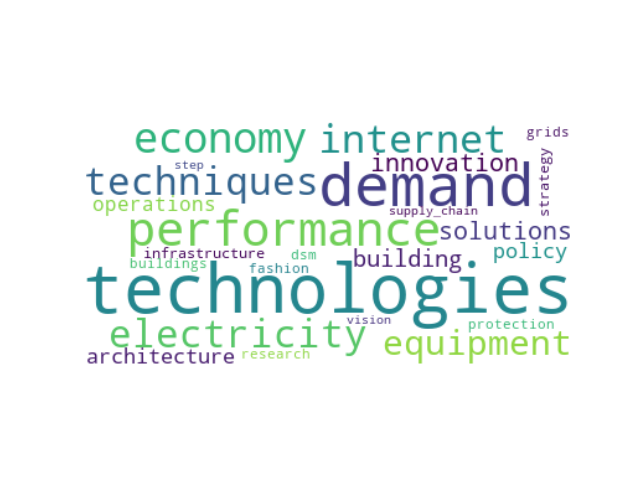 economy internet grids
step innovation
techniques demand strategy
operations supply_chain
performance solutions
infrastructure dsm building policy
buildings fashion
technologies
electricity vision protection
architecture research equipment